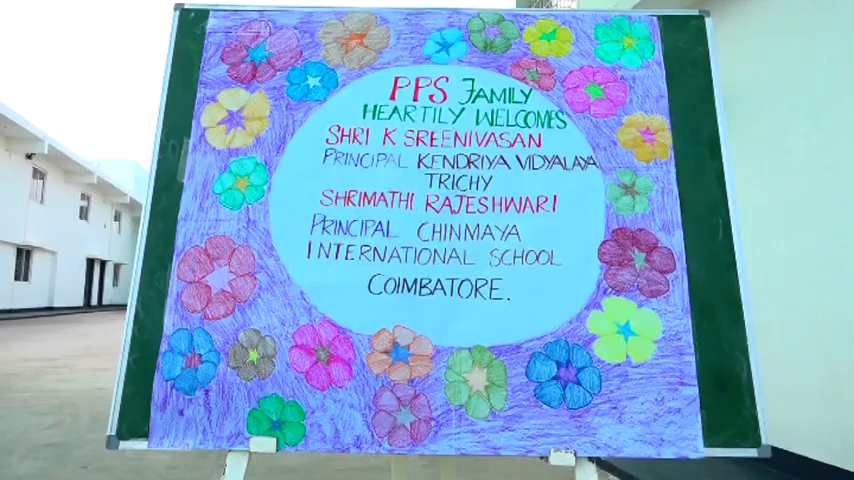 PPS FAMILY
HEARTILY WELCOMES
SHRI K SREENIVASAN
PRINCIPAL KENDRIYA VIDYALAYA
TRICHY
SHRIMATHI RAJESHWARI
PRINCIPAL CHINMAYA
INTERNATIONAL SCHOOL
COIMBATORE.